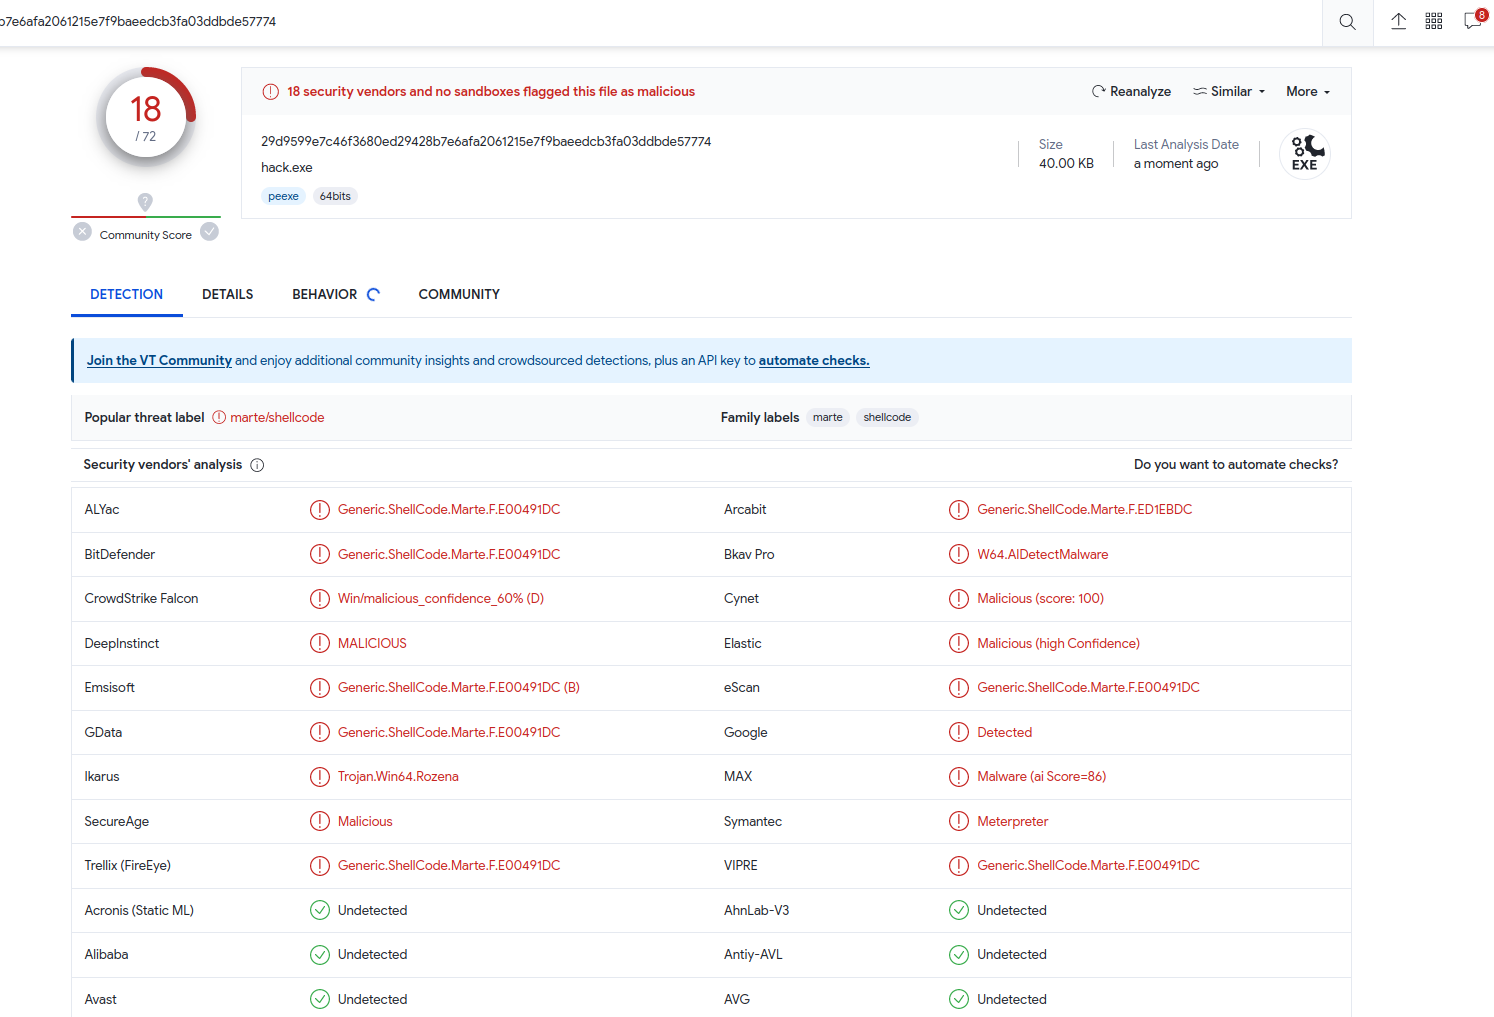 b7e6afa2061215e7f9baeedcb3fa03ddbde57774
8
18
/ 72
Community Score
18 security vendors and no sandboxes flagged this file as malicious
Reanalyze Similar More
29d9599e7c46f3680ed29428b7e6afa2061215e7f9baeedcb3fa03ddbde57774
hack.exe
peexe 64bits
Size
40.00 KB
Last Analysis Date
a moment ago
EXE
DETECTION DETAILS BEHAVIOR COMMUNITY
Join the VT Community and enjoy additional community insights and crowdsourced detections, plus an API key to automate checks.
Popular threat label marte/shellcode Family labels marte shellcode
Security vendors' analysis Do you want to automate checks?
ALYac Generic.ShellCode.Marte.F.E00491DC Arcabit Generic.ShellCode.Marte.F.ED1EBDC
BitDefender Generic.ShellCode.Marte.F.E00491DC Bkav Pro W64.AIDetectMalware
CrowdStrike Falcon Win/malicious_confidence_60% (D) Cynet Malicious (score: 100)
DeepInstinct MALICIOUS Elastic Malicious (high Confidence)
Emsisoft Generic.ShellCode.Marte.F.E00491DC (B) eScan Generic.ShellCode.Marte.F.E00491DC
GData Generic.ShellCode.Marte.F.E00491DC Google Detected
Ikarus Trojan.Win64.Rozena MAX Malware (ai Score=86)
SecureAge Malicious Symantec Meterpreter
Trellix (FireEye) Generic.ShellCode.Marte.F.E00491DC VIPRE Generic.ShellCode.Marte.F.E00491DC
Acronis (Static ML) Undetected AhnLab-V3 Undetected
Alibaba Undetected Antiy-AVL Undetected
Avast Undetected AVG Undetected